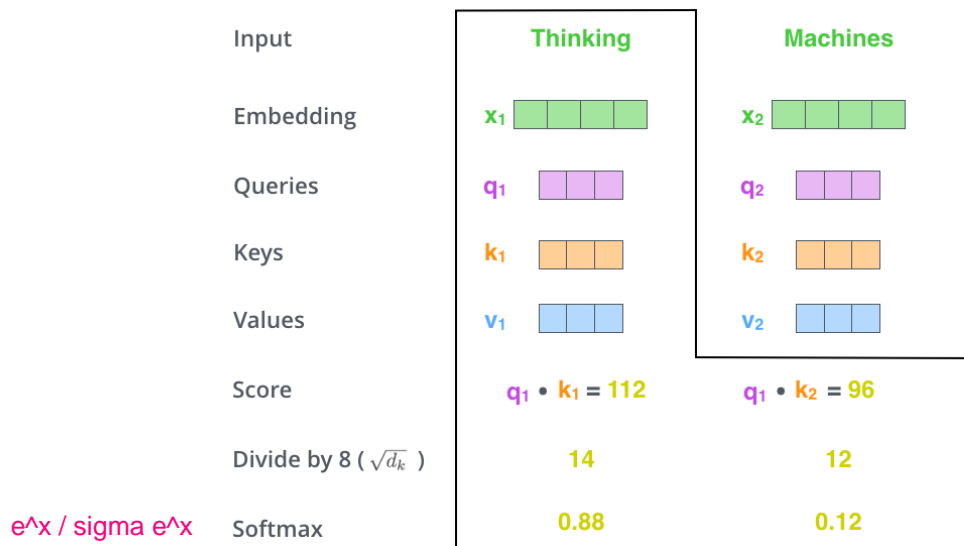 Input Thinking Machines
Embedding x₁ x₂
Queries q₁ q₂
Keys k₁ k₂
Values v₁ v₂
Score q₁ • k₁ = 112 q₁ • k₂ = 96
Divide by 8 ( √dₖ ) 14 12
e^x / sigma e^x Softmax 0.88 0.12